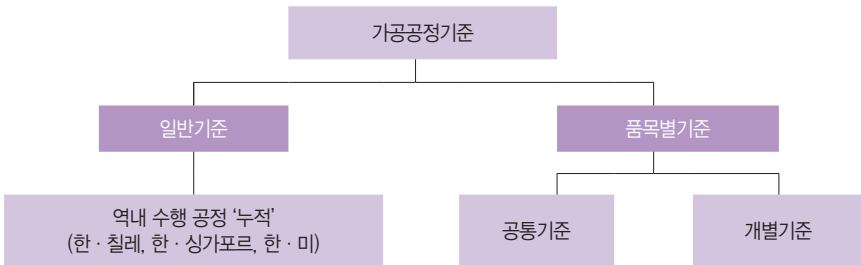 가공공정기준
일반기준
품목별기준
역내 수행 공정 ‘누적’
(한 · 칠레, 한 · 싱가포르, 한 · 미)
공통기준
개별기준